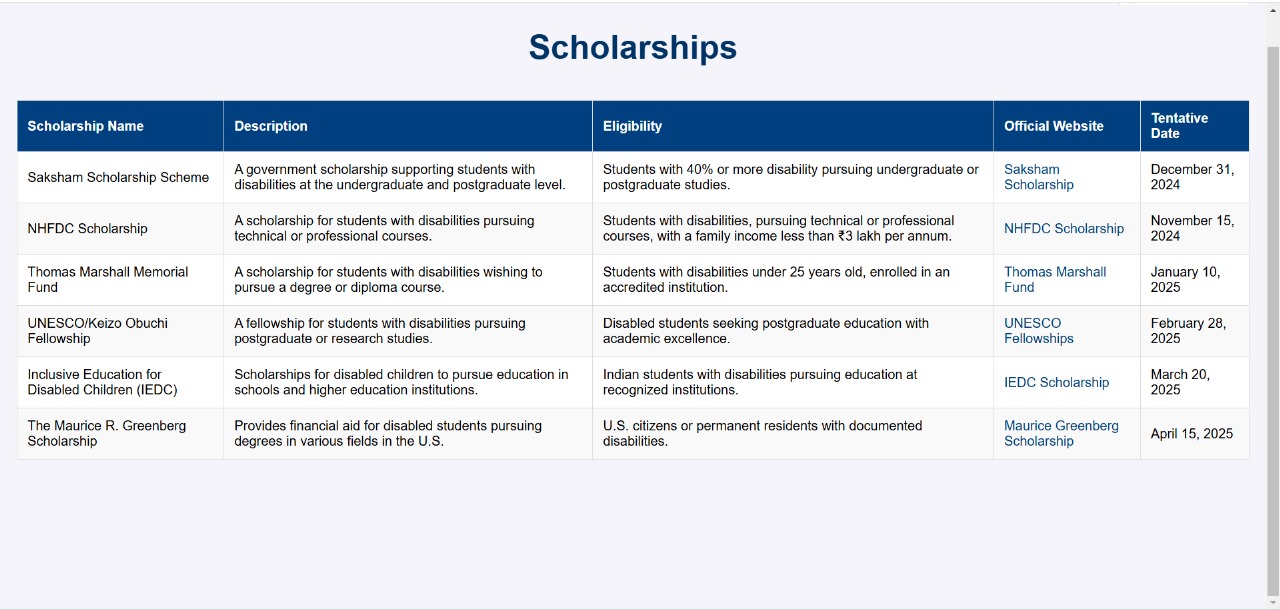 Scholarships
Scholarship Name
Description
Eligibility
Official Website
Tentative
Date
Saksham Scholarship Scheme
A government scholarship supporting students with
disabilities at the undergraduate and postgraduate level.
Students with 40% or more disability pursuing undergraduate or
postgraduate studies.
Saksham
Scholarship
December 31,
2024
NHFDC Scholarship
A scholarship for students with disabilities pursuing
technical or professional courses.
Students with disabilities, pursuing technical or professional
courses, with a family income less than ₹3 lakh per annum.
NHFDC Scholarship
November 15,
2024
Thomas Marshall Memorial
Fund
A scholarship for students with disabilities wishing to
pursue a degree or diploma course.
Students with disabilities under 25 years old, enrolled in an
accredited institution.
Thomas Marshall
Fund
January 10,
2025
UNESCO/Keizo Obuchi
Fellowship
A fellowship for students with disabilities pursuing
postgraduate or research studies.
Disabled students seeking postgraduate education with
academic excellence.
UNESCO
Fellowships
February 28,
2025
Inclusive Education for
Disabled Children (IEDC)
Scholarships for disabled children to pursue education in
schools and higher education institutions.
Indian students with disabilities pursuing education at
recognized institutions.
IEDC Scholarship
March 20,
2025
The Maurice R. Greenberg
Scholarship
Provides financial aid for disabled students pursuing
degrees in various fields in the U.S.
U.S. citizens or permanent residents with documented
disabilities.
Maurice Greenberg
Scholarship
April 15, 2025